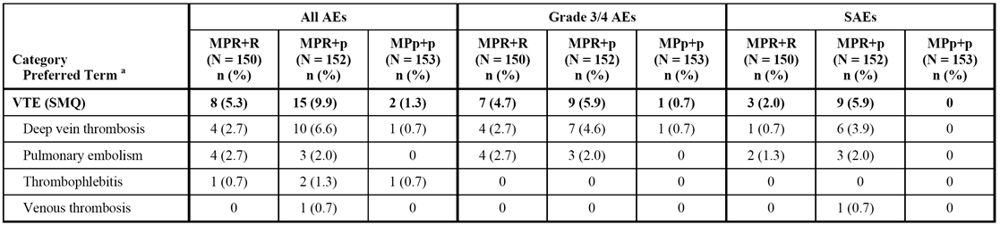 All AEs Grade 3/4 AEs SAEs
Category
Preferred Term a
MPR+R (N = 150) n (%) MPR+p (N = 152) n (%) MPp+p (N = 153) n (%) MPR+R (N = 150) n (%) MPR+p (N = 152) n (%) MPp+p (N = 153) n (%) MPR+R (N = 150) n (%) MPR+p (N = 152) n (%) MPp+p (N = 153) n (%)
VTE (SMQ) 8 (5.3) 15 (9.9) 2 (1.3) 7 (4.7) 9 (5.9) 1 (0.7) 3 (2.0) 9 (5.9) 0
Deep vein thrombosis 4 (2.7) 10 (6.6) 1 (0.7) 4 (2.7) 7 (4.6) 1 (0.7) 1 (0.7) 6 (3.9) 0
Pulmonary embolism 4 (2.7) 3 (2.0) 0 4 (2.7) 3 (2.0) 0 2 (1.3) 3 (2.0) 0
Thrombophlebitis 1 (0.7) 2 (1.3) 1 (0.7) 0 0 0 0 0 0
Venous thrombosis 0 1 (0.7) 0 0 0 0 0 1 (0.7) 0